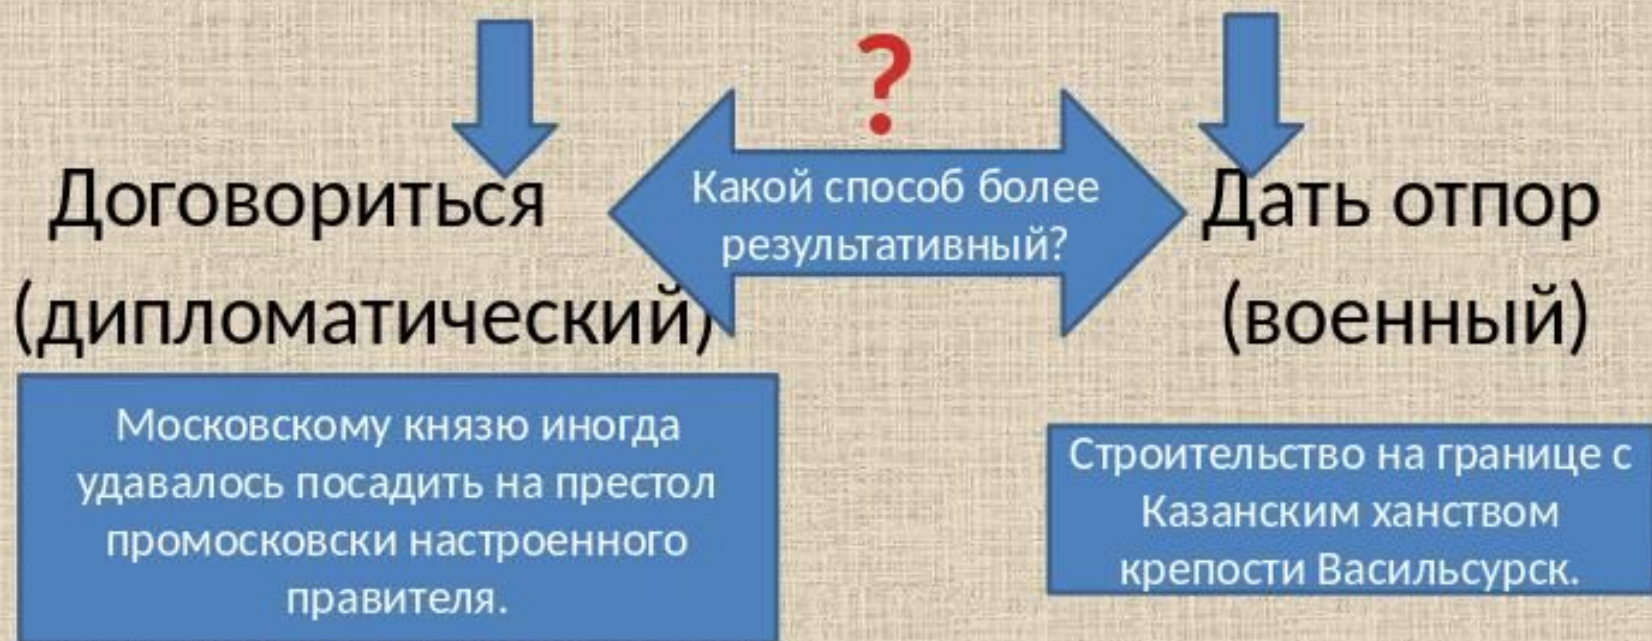 ?
Договориться
(дипломатический)
Какой способ более
результативный?
Дать отпор
(военный)
Московскому князю иногда
удавалось посадить на престол
промосковски настроенного
правителя.
Строительство на границе с
Казанским ханством
крепости Васильсурск.